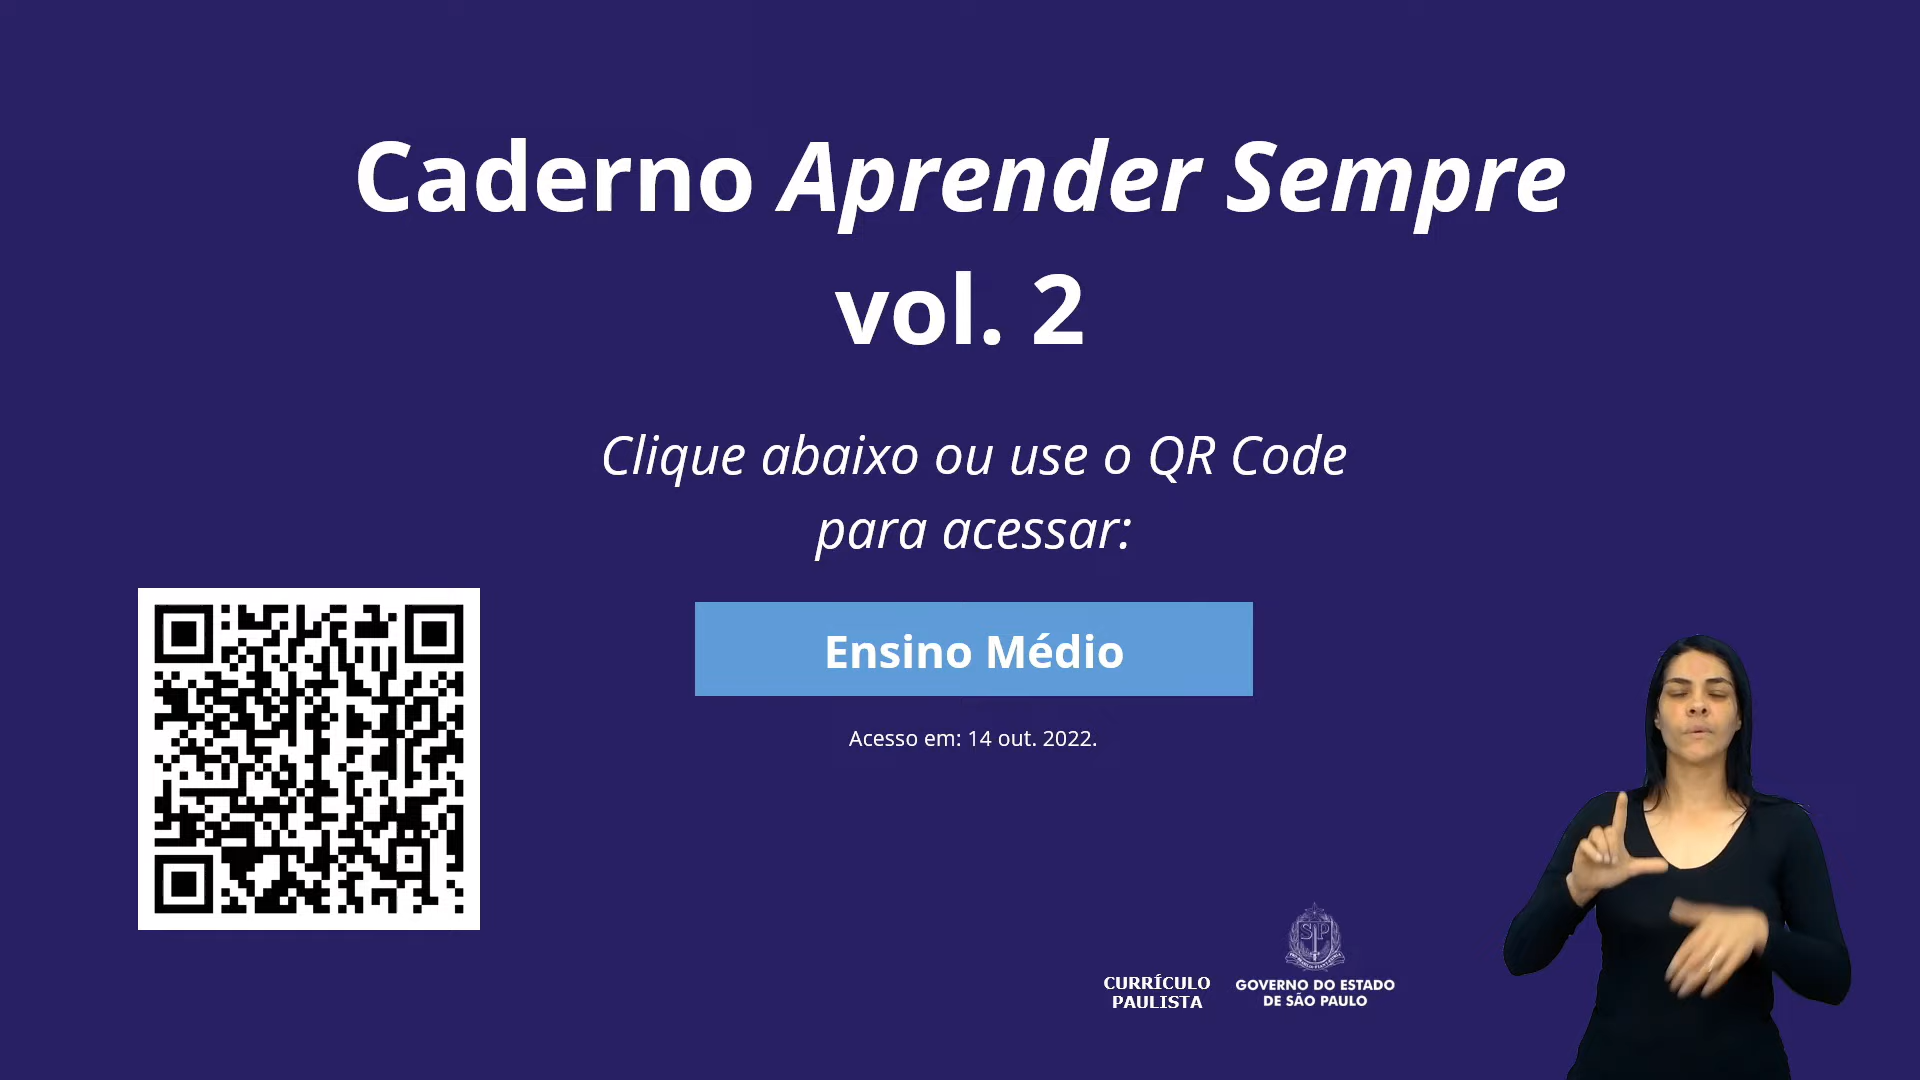 Caderno Aprender Sempre
vol. 2
Clique abaixo ou use o QR Code
para acessar:
Ensino Médio
Acesso em: 14 out. 2022.
CURRÍCULO
PAULISTA
SP
GOVERNO DO ESTADO
DE SÃO PAULO